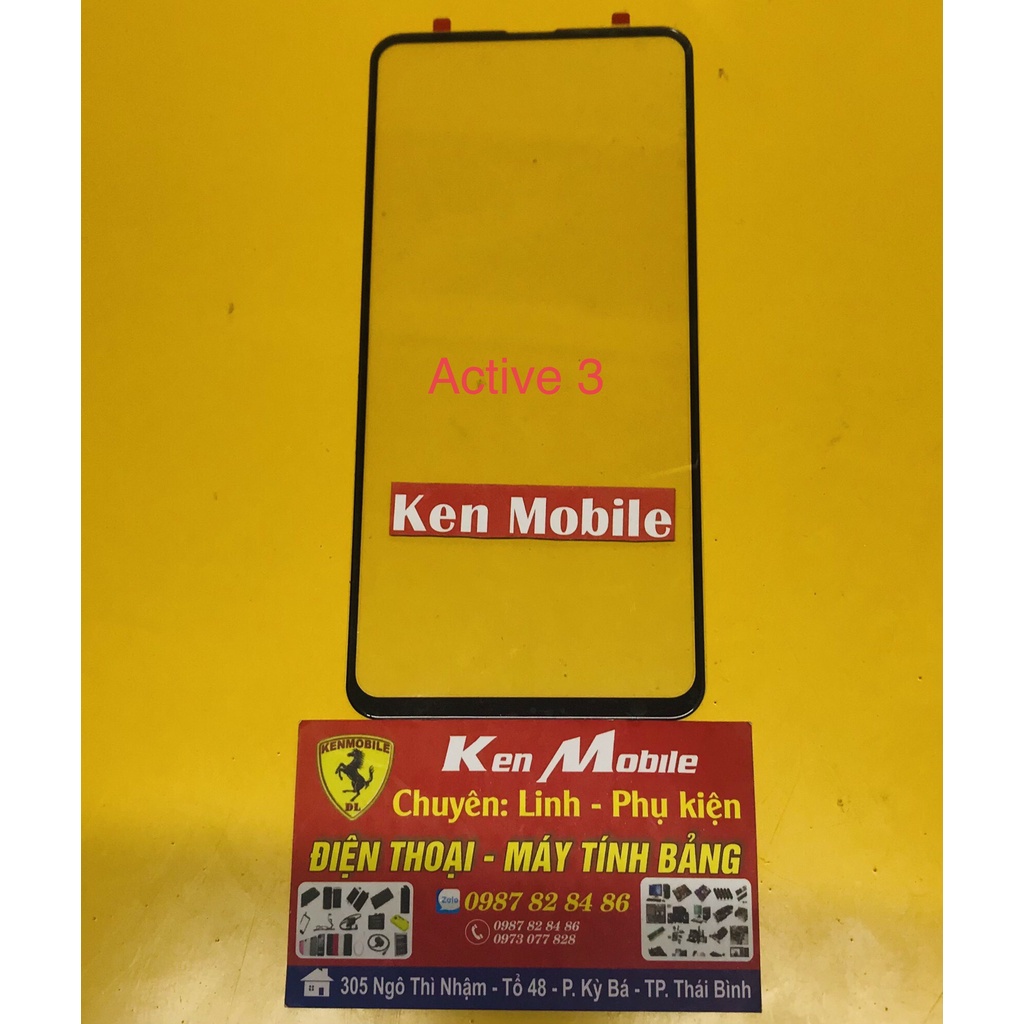 Active 3
Ken Mobile
KENMOBILE
DL
Ken Mobile
Chuyên: Linh - Phụ kiện
ĐIỆN THOẠI - MÁY TÍNH BẢNG
Zalo 0987 82 84 86
0987 82 84 86
0973 077 828
305 Ngô Thì Nhậm - Tổ 48 - P. Kỳ Bá - TP. Thái Bình